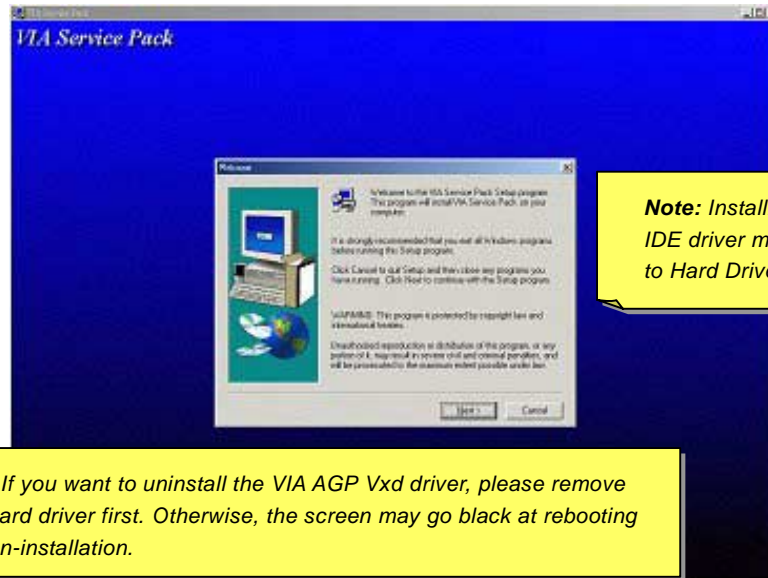 VIA Service Pack
VIA Service Pack
Welcome
Welcome to the VIA Service Pack Setup program.
This program will install VIA Service Pack on your
computer.
It is strongly recommended that you exit all Windows programs
before running this Setup program.
Click Cancel to quit Setup and then close any programs you
have running. Click Next to continue with the Setup program.
WARNING: This program is protected by copyright law and
international treaties.
Unauthorized reproduction or distribution of this program, or any
portion of it, may result in severe civil and criminal penalties, and
will be prosecuted to the maximum extent possible under law.
Next >
Cancel
Note: Install
IDE driver m
to Hard Drive
If you want to uninstall the VIA AGP Vxd driver, please remove
ard driver first. Otherwise, the screen may go black at rebooting
n-installation.